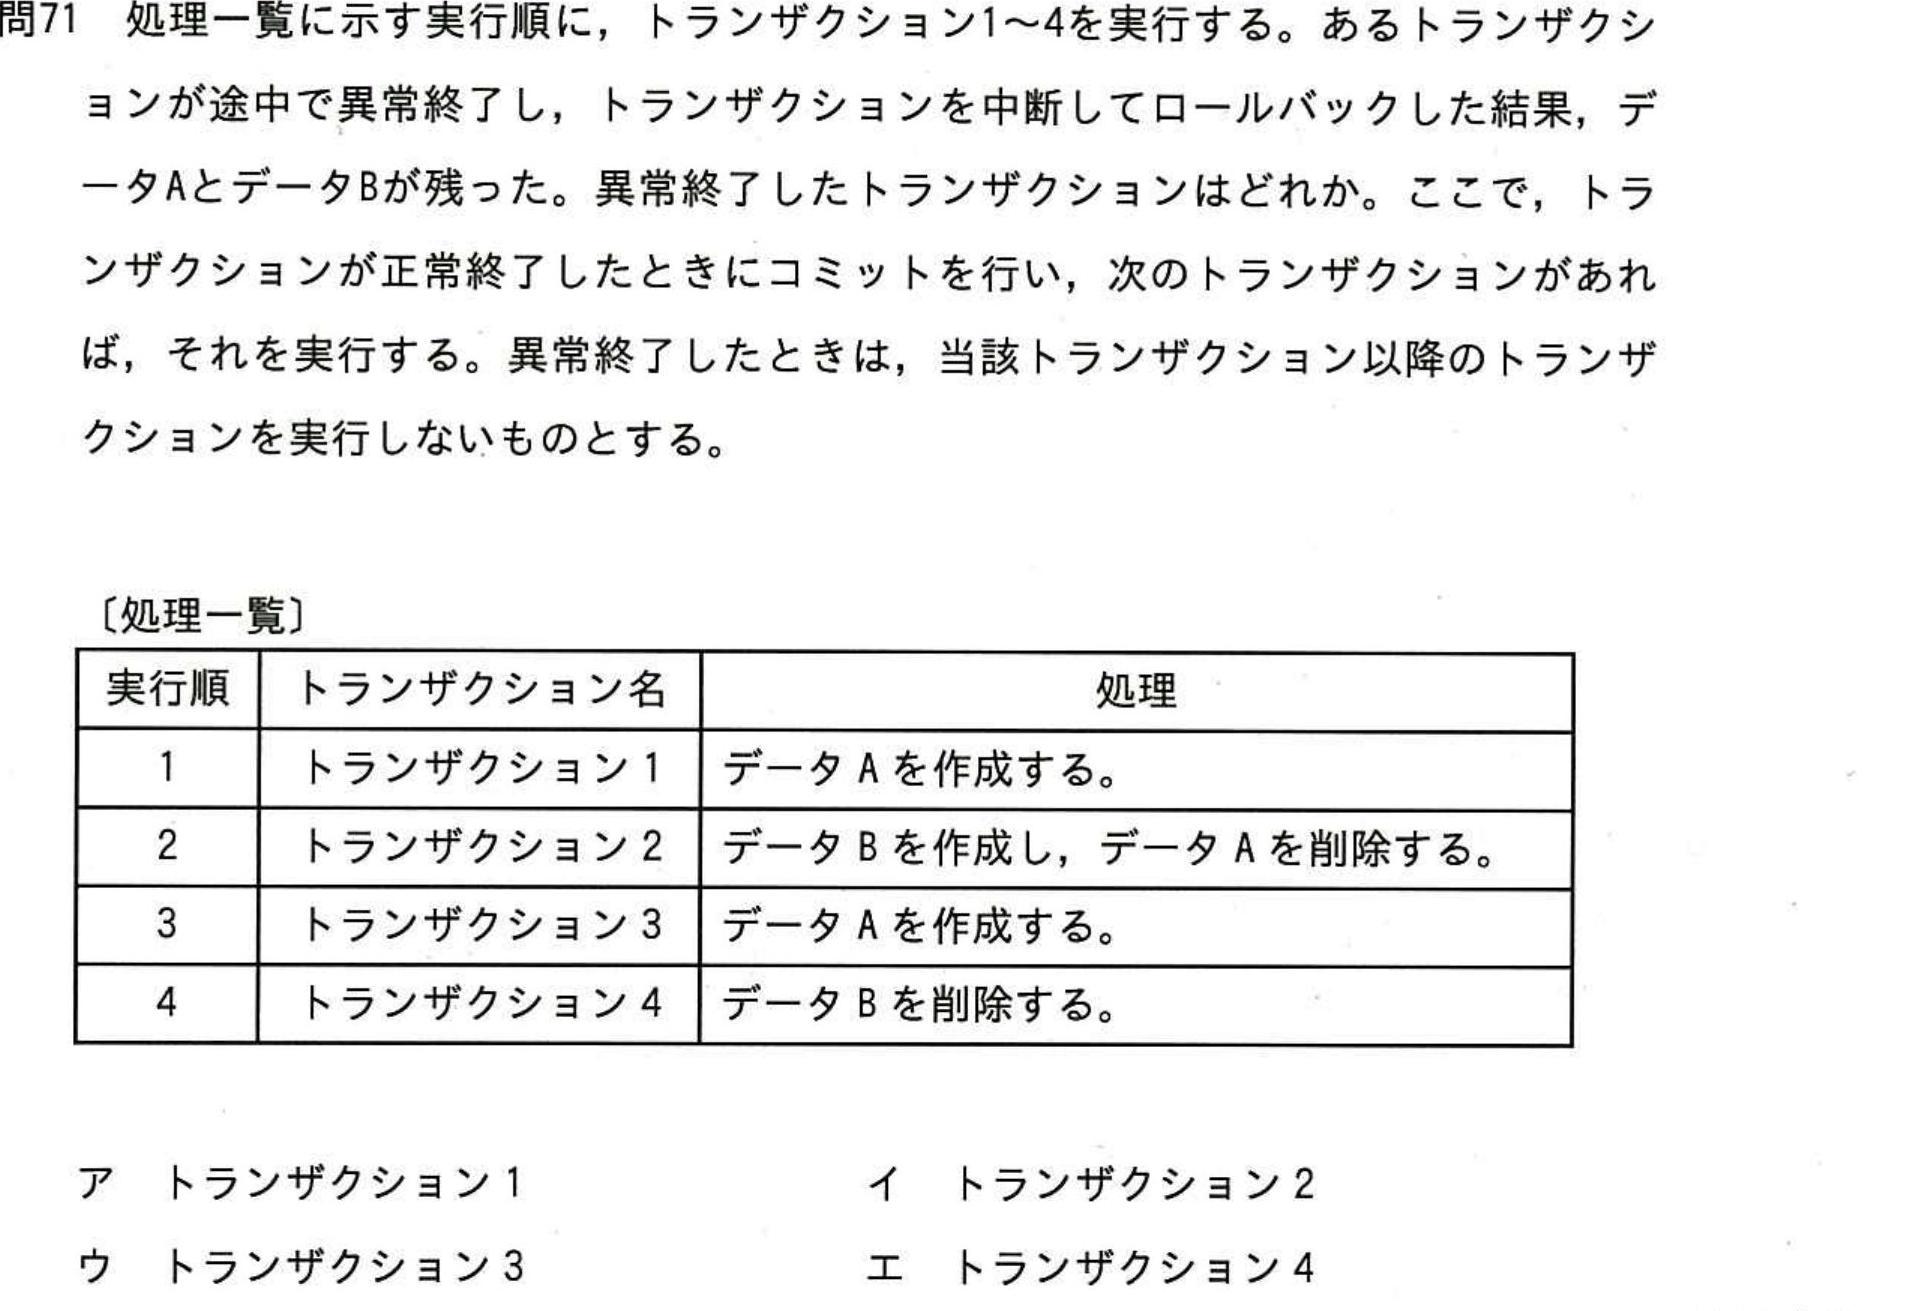 問71　処理一覧に示す実行順に，トランザクション1～4を実行する。あるトランザクシ
ョンが途中で異常終了し，トランザクションを中断してロールバックした結果，デ
ータAとデータBが残った。異常終了したトランザクションはどれか。ここで，トラ
ンザクションが正常終了したときにコミットを行い，次のトランザクションがあれ
ば，それを実行する。異常終了したときは，当該トランザクション以降のトランザ
クションを実行しないものとする。
〔処理一覧〕
実行順　トランザクション名　処理
1　トランザクション1　データAを作成する。
2　トランザクション2　データBを作成し，データAを削除する。
3　トランザクション3　データAを作成する。
4　トランザクション4　データBを削除する。
ア　トランザクション1　イ　トランザクション2
ウ　トランザクション3　エ　トランザクション4